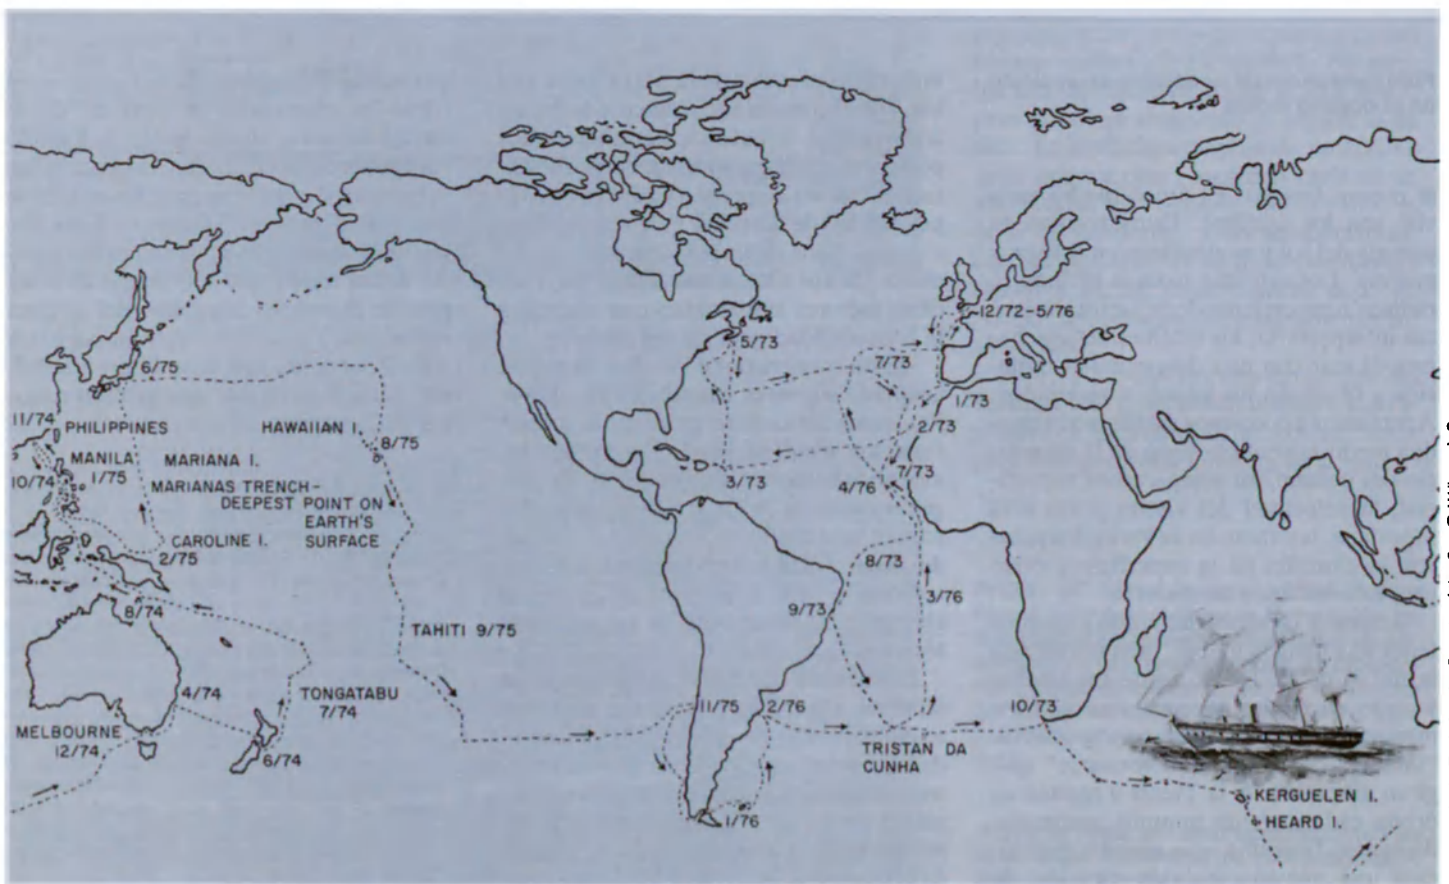 12/72–5/76
5/73
7/73
1/73
2/73
3/73
7/73
4/76
8/73
9/73
3/76
6/75
11/74
PHILIPPINES
HAWAIIAN I.
8/75
MANILA
1/75
MARIANA I.
10/74
MARIANAS TRENCH–
DEEPEST POINT ON
EARTH'S
SURFACE
CAROLINE I.
2/75
8/74
TAHITI 9/75
4/74
TONGATABU
7/74
MELBOURNE
12/74
6/74
11/75
2/76
10/73
TRISTAN DA
CUNHA
1/76
KERGUELEN I.
HEARD I.